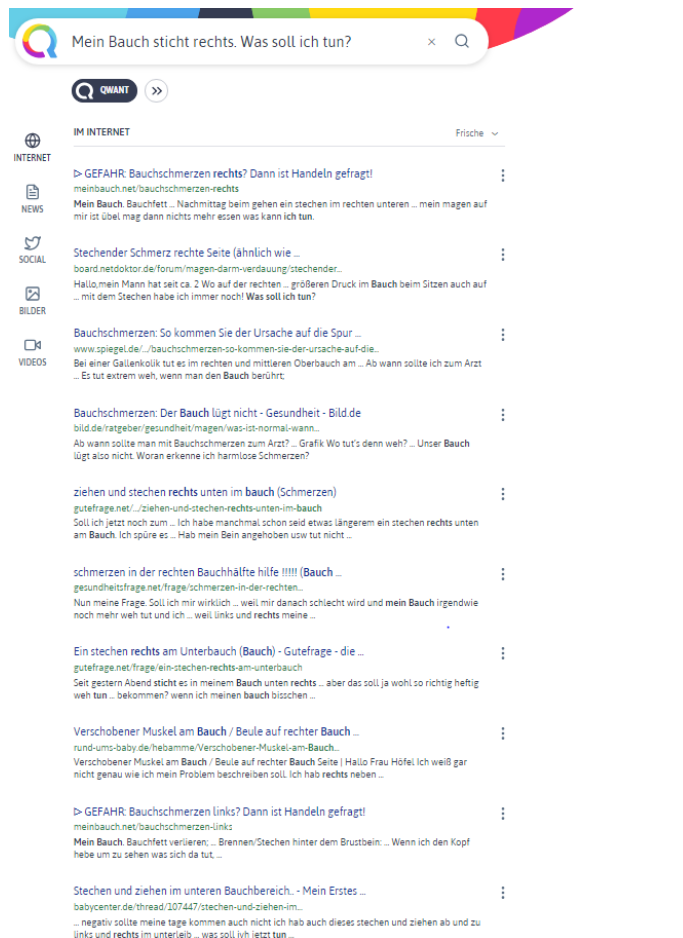 Mein Bauch sticht rechts. Was soll ich tun?
QWANT
IM INTERNET
Frische
INTERNET
NEWS
SOCIAL
BILDER
VIDEOS
▷ GEFAHR: Bauchschmerzen rechts? Dann ist Handeln gefragt!
meinbauch.net/bauchschmerzen-rechts
Mein Bauch. Bauchfett ... Nachmittag beim gehen ein stechen im rechten unteren ... mein magen auf
mir ist übel mag dann nichts mehr essen was kann ich tun.
Stechender Schmerz rechte Seite (ähnlich wie ...
board.netdoktor.de/forum/magen-darm-verdauung/stechender...
Hallo,mein Mann hat seit ca. 2 Wo auf der rechten ... größeren Druck im Bauch beim Sitzen auch auf
... mit dem Stechen habe ich immer noch! Was soll ich tun?
Bauchschmerzen: So kommen Sie der Ursache auf die Spur ...
www.spiegel.de/../bauchschmerzen-so-kommen-sie-der-ursache-auf-die...
Bei einer Gallenkolik tut es im rechten und mittleren Oberbauch am ... Ab wann sollte ich zum Arzt
... Es tut extrem weh, wenn man den Bauch berührt;
Bauchschmerzen: Der Bauch lügt nicht - Gesundheit - Bild.de
bild.de/ratgeber/gesundheit/magen/was-ist-normal-wann...
Ab wann sollte man mit Bauchschmerzen zum Arzt? ... Grafik Wo tut's denn weh? ... Unser Bauch
lügt also nicht. Woran erkenne ich harmlose Schmerzen?
ziehen und stechen rechts unten im bauch (Schmerzen)
gutefrage.net/.../ziehen-und-stechen-rechts-unten-im-bauch
Soll ich jetzt noch zum ... Ich habe manchmal schon seid etwas längerem ein stechen rechts unten
am Bauch. Ich spüre es ... Hab mein Bein angehoben usw tut nicht ...
schmerzen in der rechten Bauchhälfte hilfe !!!!! (Bauch ...
gesundheitsfrage.net/frage/schmerzen-in-der-rechten...
Nun meine Frage. Soll ich mir wirklich ... weil mir danach schlecht wird und mein Bauch irgendwie
noch mehr weh tut und ich ... weil links und rechts meine ...
Ein stechen rechts am Unterbauch (Bauch) - Gutefrage - die ...
gutefrage.net/frage/ein-stechen-rechts-am-unterbauch
Seit gestern Abend sticht es in meinem Bauch unten rechts ... aber das soll ja wohl so richtig heftig
weh tun ... bekommen? wenn ich meinen bauch bisschen ...
Verschobener Muskel am Bauch / Beule auf rechter Bauch ...
rund-ums-baby.de/hebamme/Verschobener-Muskel-am-Bauch...
Verschobener Muskel am Bauch / Beule auf rechter Bauch Seite | Hallo Frau Höfel Ich weiß gar
nicht genau wie ich mein Problem beschreiben soll. Ich hab rechts neben ...
▷ GEFAHR: Bauchschmerzen links? Dann ist Handeln gefragt!
meinbauch.net/bauchschmerzen-links
Mein Bauch. Bauchfett verlieren; ... Brennen/Stechen hinter dem Brustbein; ... Wenn ich den Kopf
hebe um zu sehen was sich da tut, ...
Stechen und ziehen im unteren Bauchbereich.. - Mein Erstes ...
babycenter.de/thread/107447/stechen-und-ziehen-im...
... negativ sollte meine tage kommen auch nicht ich hab auch dieses stechen und ziehen ab und zu
links und rechts im unterleib ... was soll ivh jetzt tun ...